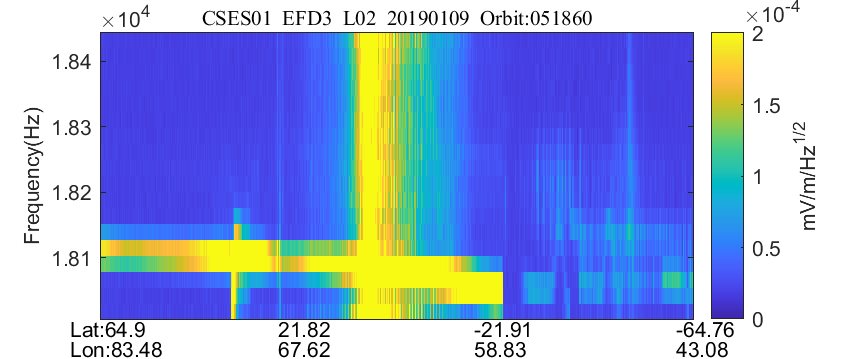 ×10⁴ CSES01 EFD3 L02 20190109 Orbit:051860 ×10⁻⁴
1.84
1.83
1.82
1.81
Frequency(Hz)
2
1.5
1
0.5
0
mV/m/Hz^1/2
Lat:64.9 21.82 -21.91 -64.76
Lon:83.48 67.62 58.83 43.08